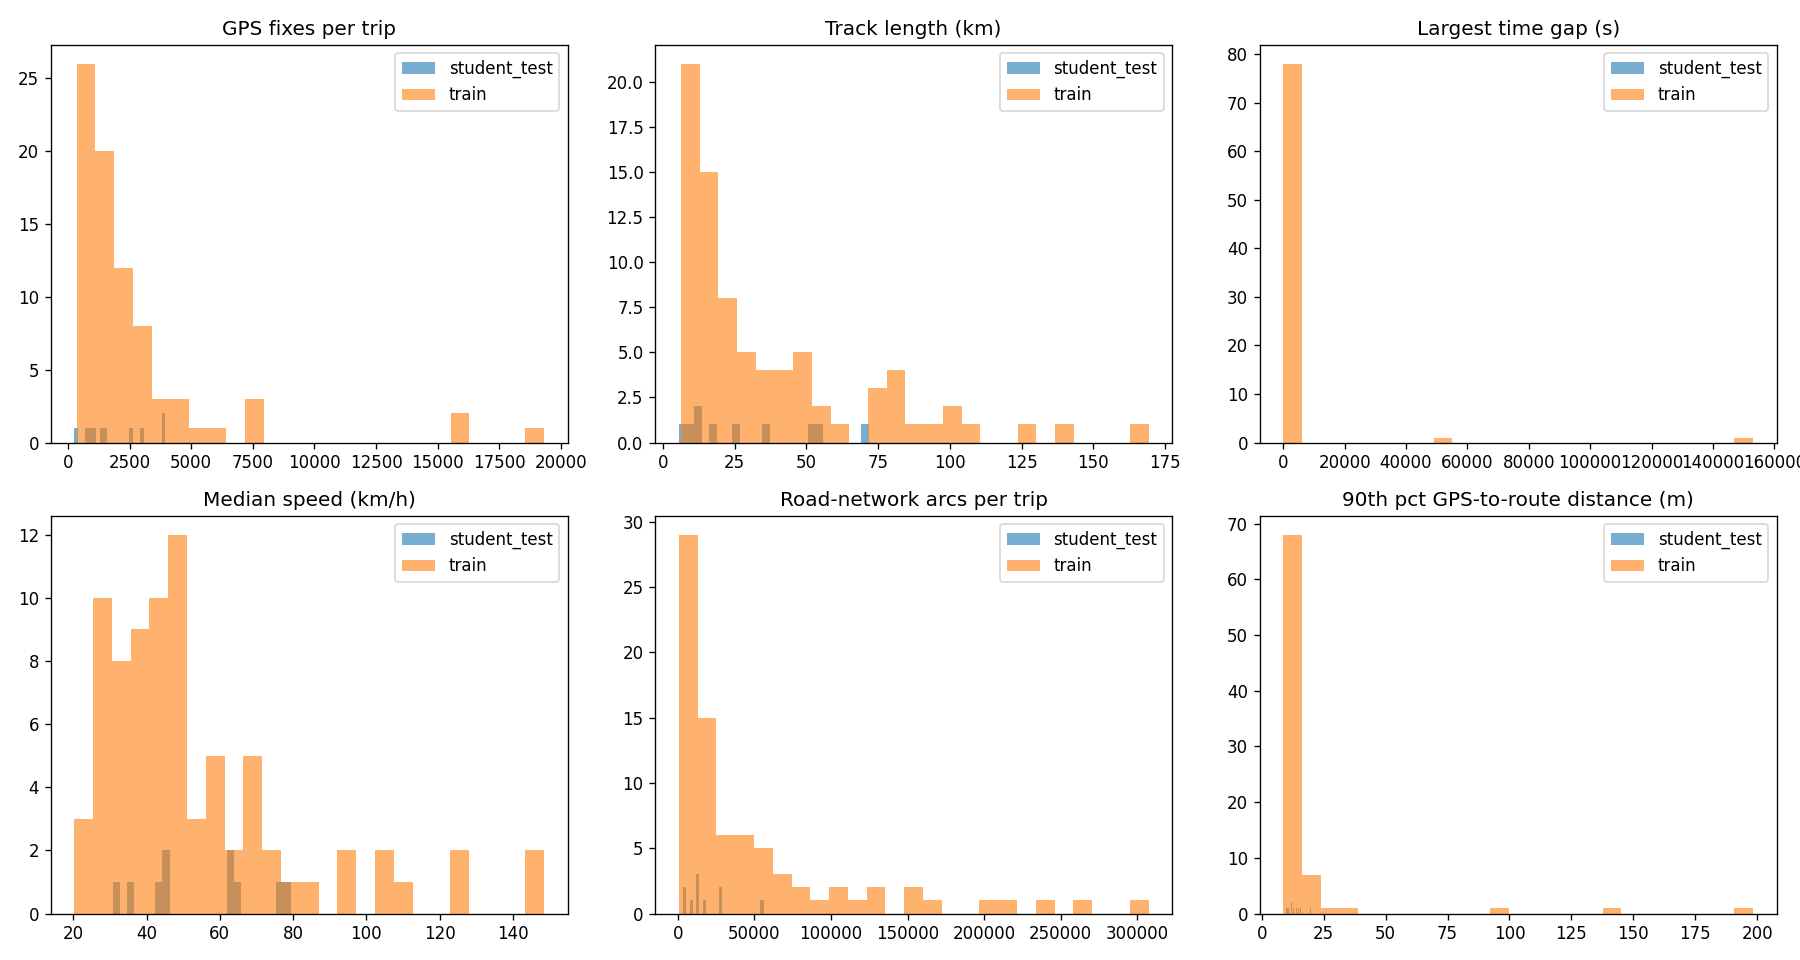 GPS fixes per trip
student_test
train
25
20
15
10
5
0
0 2500 5000 7500 10000 12500 15000 17500 20000
Track length (km)
student_test
train
20.0
17.5
15.0
12.5
10.0
7.5
5.0
2.5
0.0
0 25 50 75 100 125 150 175
Largest time gap (s)
student_test
train
80
70
60
50
40
30
20
10
0
0 20000 40000 60000 80000 100000 120000 140000 160000
Median speed (km/h)
student_test
train
12
10
8
6
4
2
0
20 40 60 80 100 120 140
Road-network arcs per trip
student_test
train
30
25
20
15
10
5
0
0 50000 100000 150000 200000 250000 300000
90th pct GPS-to-route distance (m)
student_test
train
70
60
50
40
30
20
10
0
0 25 50 75 100 125 150 175 200